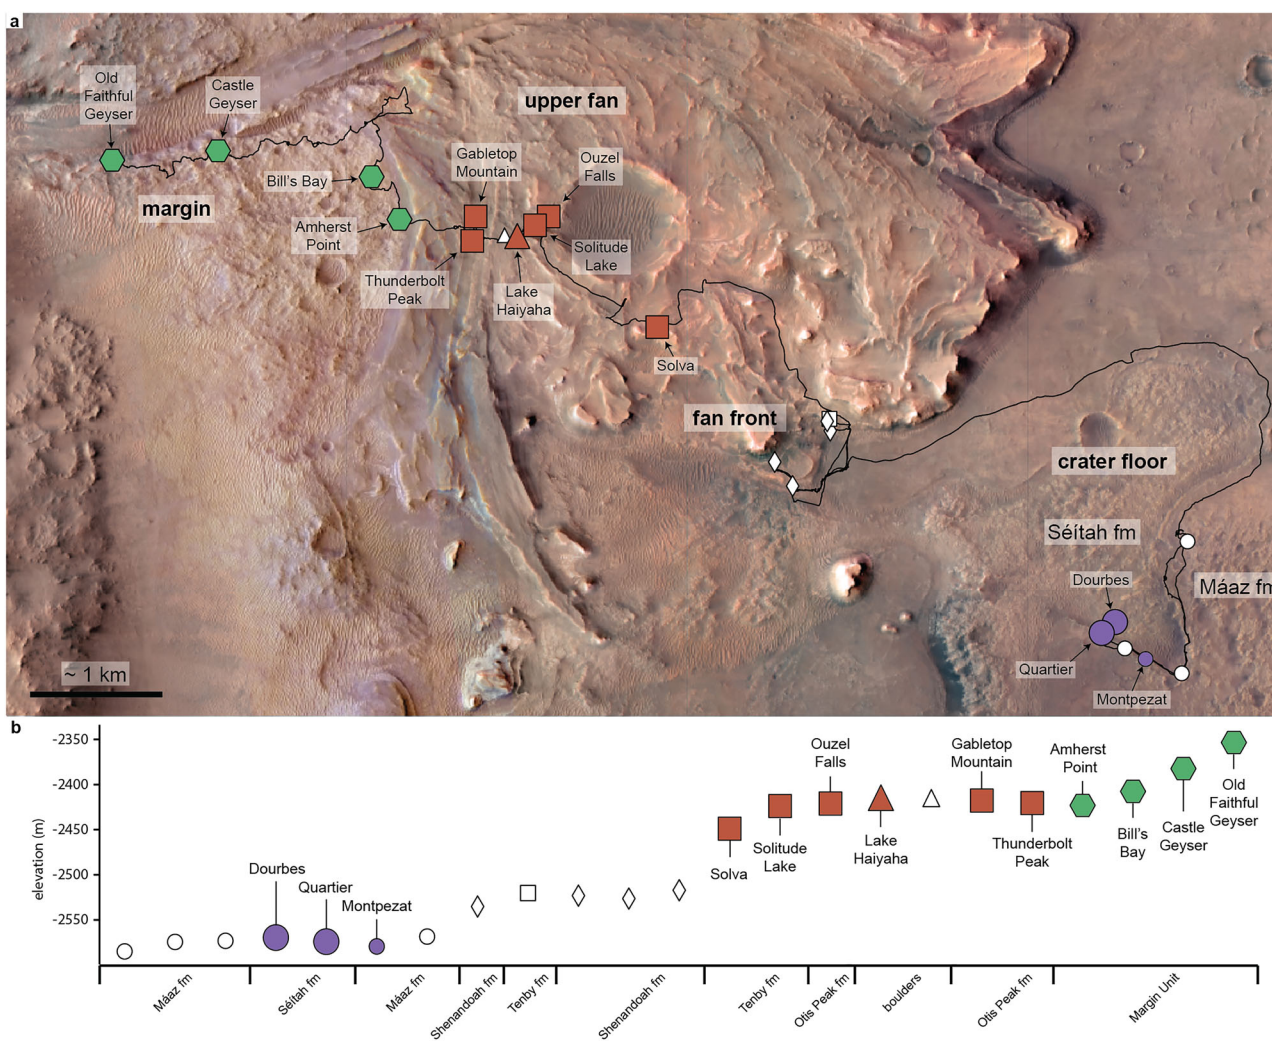 a
Old
Faithful
Geyser
Castle
Geyser
upper fan
Gabletop
Mountain
Ouzel
Falls
Bill's Bay
margin
Amherst
Point
Solitude
Lake
Thunderbolt
Peak
Lake
Haiyaha
Solva
fan front
crater floor
Séítah fm
Dourbes
Máaz fm
Quartier
Montpezat
~ 1 km
b
-2350
-2400
-2450
-2500
-2550
elevation (m)
Dourbes
Quartier
Montpezat
Solva
Solitude
Lake
Ouzel
Falls
Lake
Haiyaha
Gabletop
Mountain
Thunderbolt
Peak
Amherst
Point
Bill's
Bay
Castle
Geyser
Old
Faithful
Geyser
Máaz fm
Séítah fm
Máaz fm
Shenandoah fm
Tenby fm
Shenandoah fm
Tenby fm
Otis Peak fm
boulders
Otis Peak fm
Margin Unit